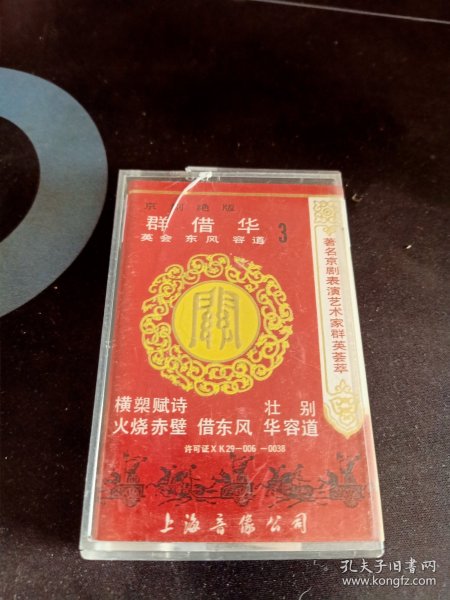 京剧绝版
群 借 华
英会 东风 容道 3
著名京剧表演艺术家群英荟萃
關
横槊赋诗 壮别
火烧赤壁 借东风 华容道
许可证XK29-006-0038
上海音像公司
孔夫子旧书网
www.kongfz.com